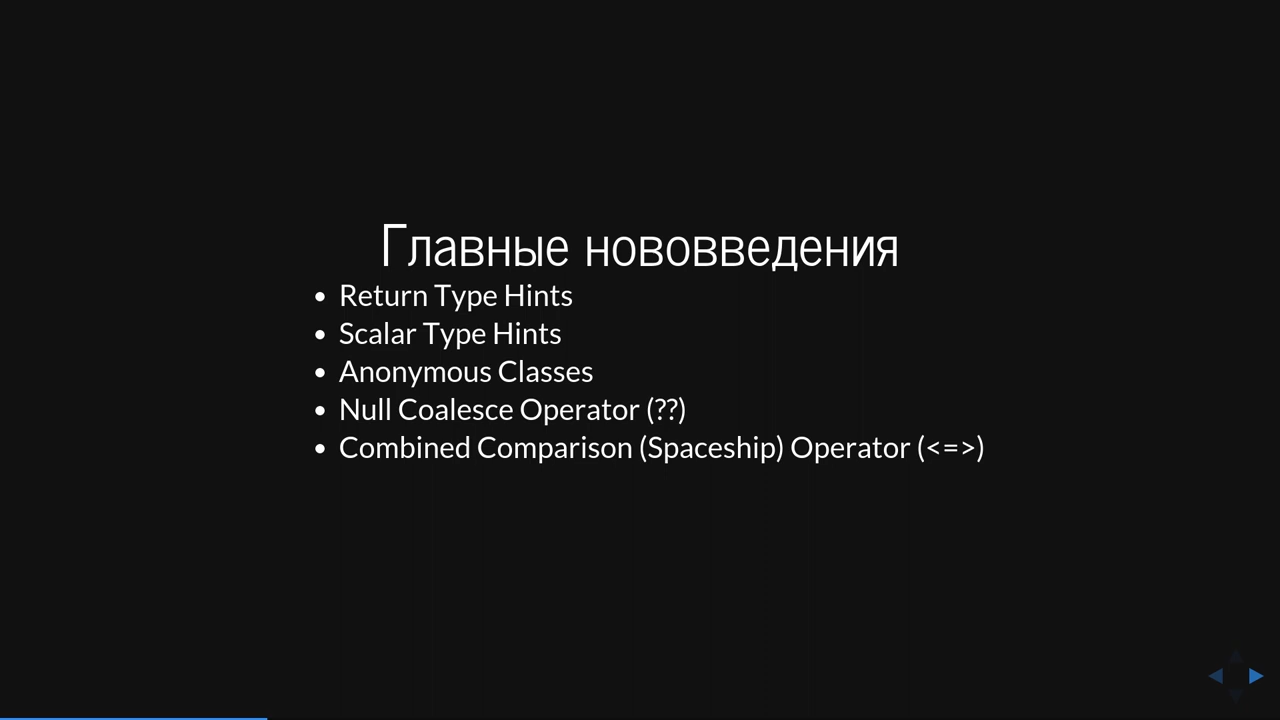 Главные нововведения
• Return Type Hints
• Scalar Type Hints
• Anonymous Classes
• Null Coalesce Operator (??)
• Combined Comparison (Spaceship) Operator (<=>)